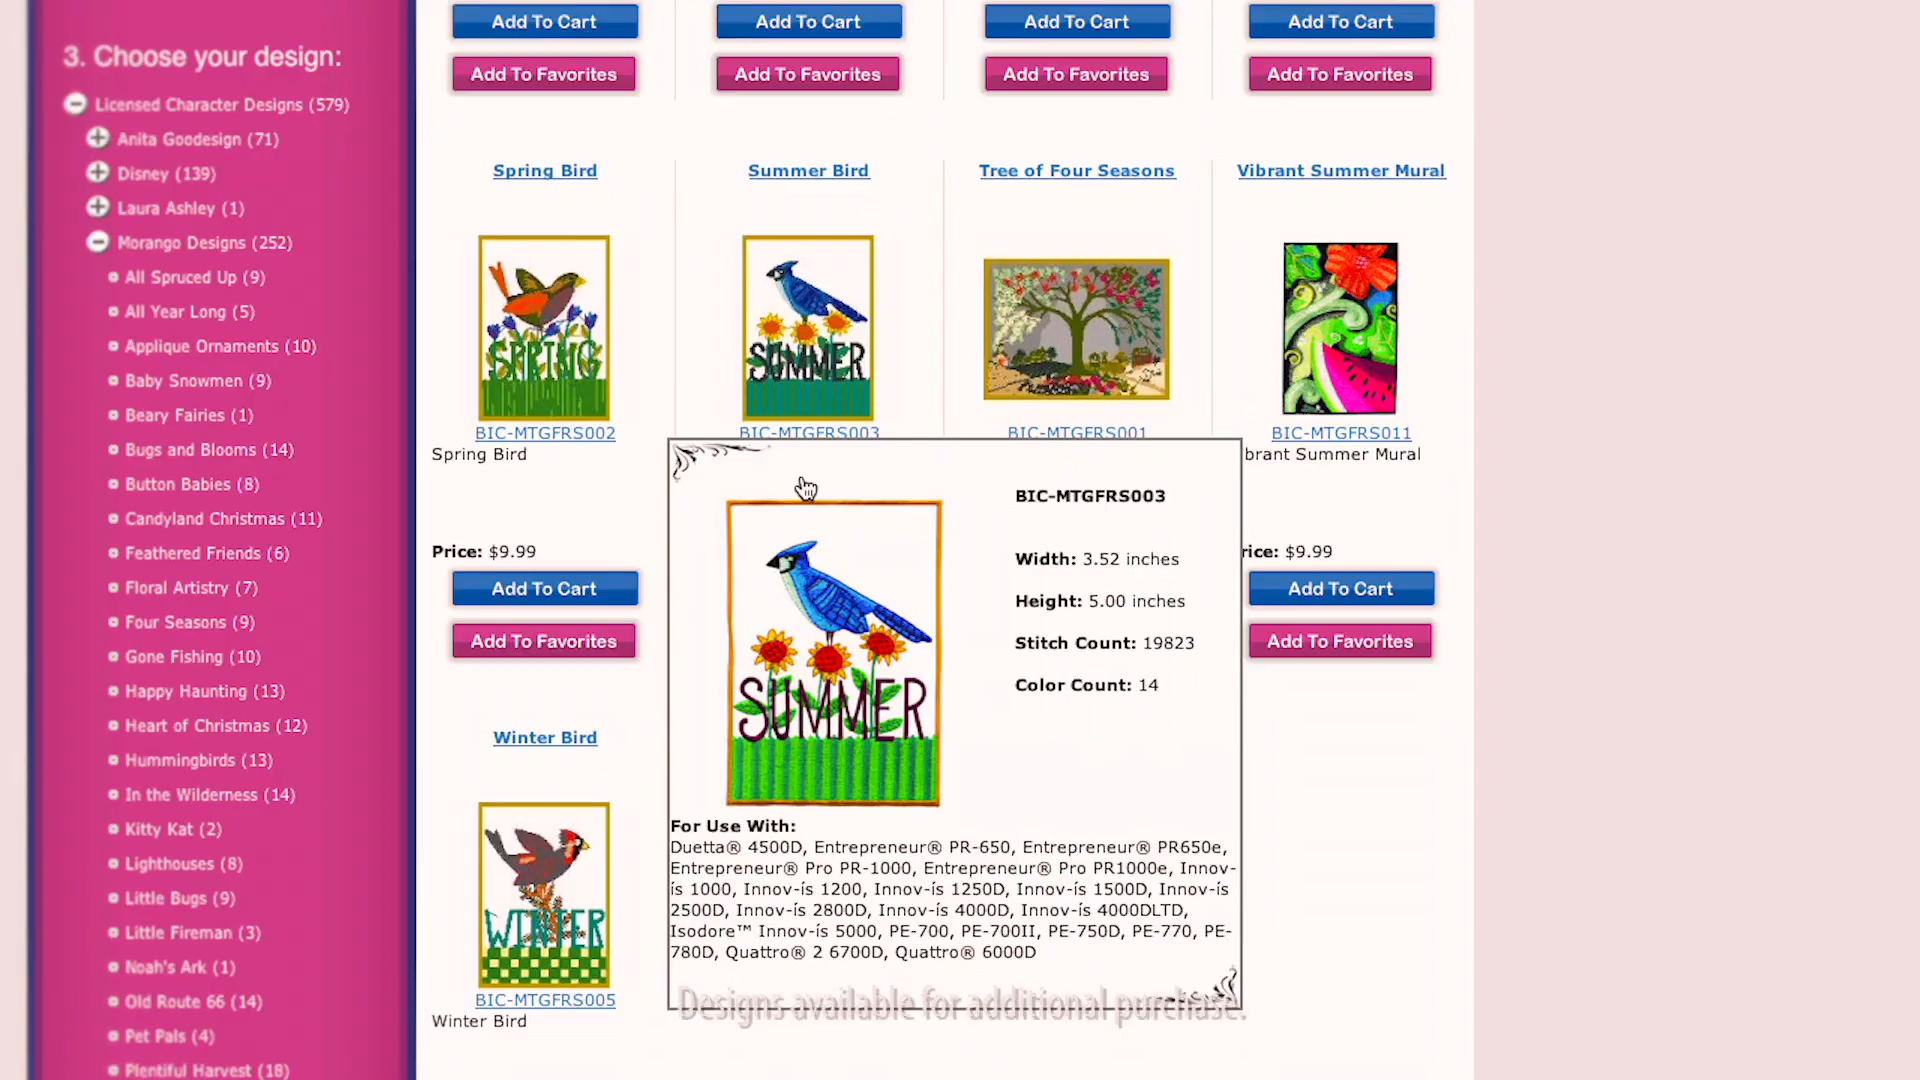 3. Choose your design:
Licensed Character Designs (579)
Anita Goodesign (71)
Disney (139)
Laura Ashley (1)
Morango Designs (252)
All Spruced Up (9)
All Year Long (5)
Applique Ornaments (10)
Baby Snowmen (9)
Beary Fairies (1)
Bugs and Blooms (14)
Button Babies (8)
Candyland Christmas (11)
Feathered Friends (6)
Floral Artistry (7)
Four Seasons (9)
Gone Fishing (10)
Happy Haunting (13)
Heart of Christmas (12)
Hummingbirds (13)
In the Wilderness (14)
Kitty Kat (2)
Lighthouses (8)
Little Bugs (9)
Little Fireman (3)
Noah's Ark (1)
Old Route 66 (14)
Pet Pals (4)
Plentiful Harvest (18)
Add To Cart Add To Cart Add To Cart Add To Cart
Add To Favorites Add To Favorites Add To Favorites Add To Favorites
Spring Bird Summer Bird Tree of Four Seasons Vibrant Summer Mural
SPRING SUMMER
BIC-MTGFRS002 BIC-MTGFRS003 BIC-MTGFRS001 BIC-MTGFRS011
Spring Bird brant Summer Mural
Price: $9.99 rice: $9.99
Add To Cart Add To Cart
Add To Favorites Add To Favorites
Winter Bird
WINTER
BIC-MTGFRS005
Winter Bird
SUMMER
BIC-MTGFRS003
Width: 3.52 inches
Height: 5.00 inches
Stitch Count: 19823
Color Count: 14
For Use With:
Duetta® 4500D, Entrepreneur® PR-650, Entrepreneur® PR650e,
Entrepreneur® Pro PR-1000, Entrepreneur® Pro PR1000e, Innov-
ís 1000, Innov-ís 1200, Innov-ís 1250D, Innov-ís 1500D, Innov-ís
2500D, Innov-ís 2800D, Innov-ís 4000D, Innov-ís 4000DLTD,
Isodore™ Innov-ís 5000, PE-700, PE-700II, PE-750D, PE-770, PE-
780D, Quattro® 2 6700D, Quattro® 6000D
Designs available for additional purchase.